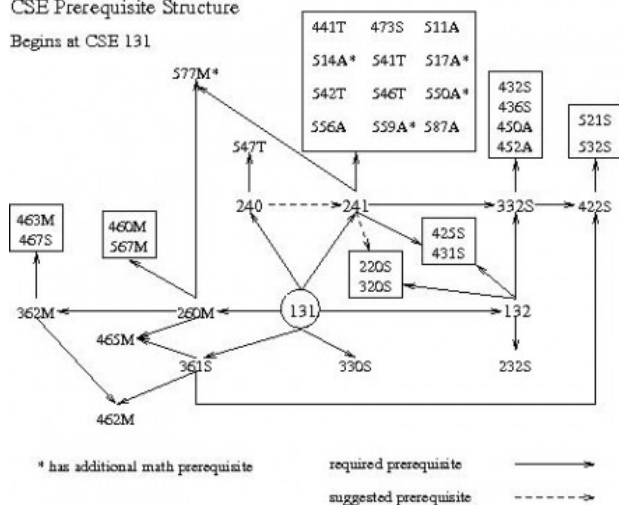 CSE Prerequisite Structure
Begins at CSE 131
441T 473S 511A
514A* 541T 517A*
542T 546T 550A*
556A 559A* 587A
577M*
432S
436S
450A
452A
521S
532S
547T
240
241
332S
422S
463M
467S
460M
567M
425S
431S
220S
320S
362M
260M
131
132
465M
361S
330S
232S
462M
* has additional math prerequisite
required prerequisite
suggested prerequisite